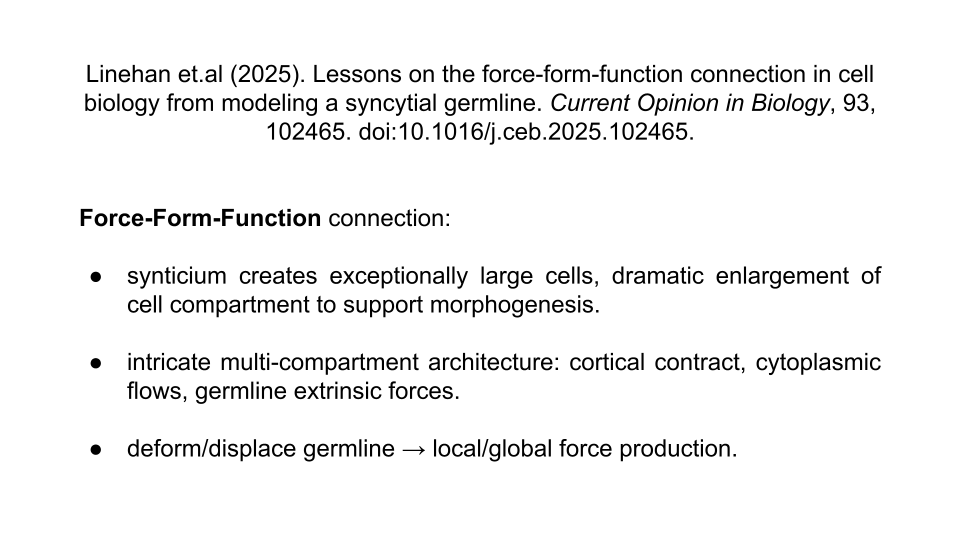 Linehan et.al (2025). Lessons on the force-form-function connection in cell
biology from modeling a syncytial germline. Current Opinion in Biology, 93,
102465. doi:10.1016/j.ceb.2025.102465.
Force-Form-Function connection:
● synticium creates exceptionally large cells, dramatic enlargement of
cell compartment to support morphogenesis.
● intricate multi-compartment architecture: cortical contract, cytoplasmic
flows, germline extrinsic forces.
● deform/displace germline → local/global force production.